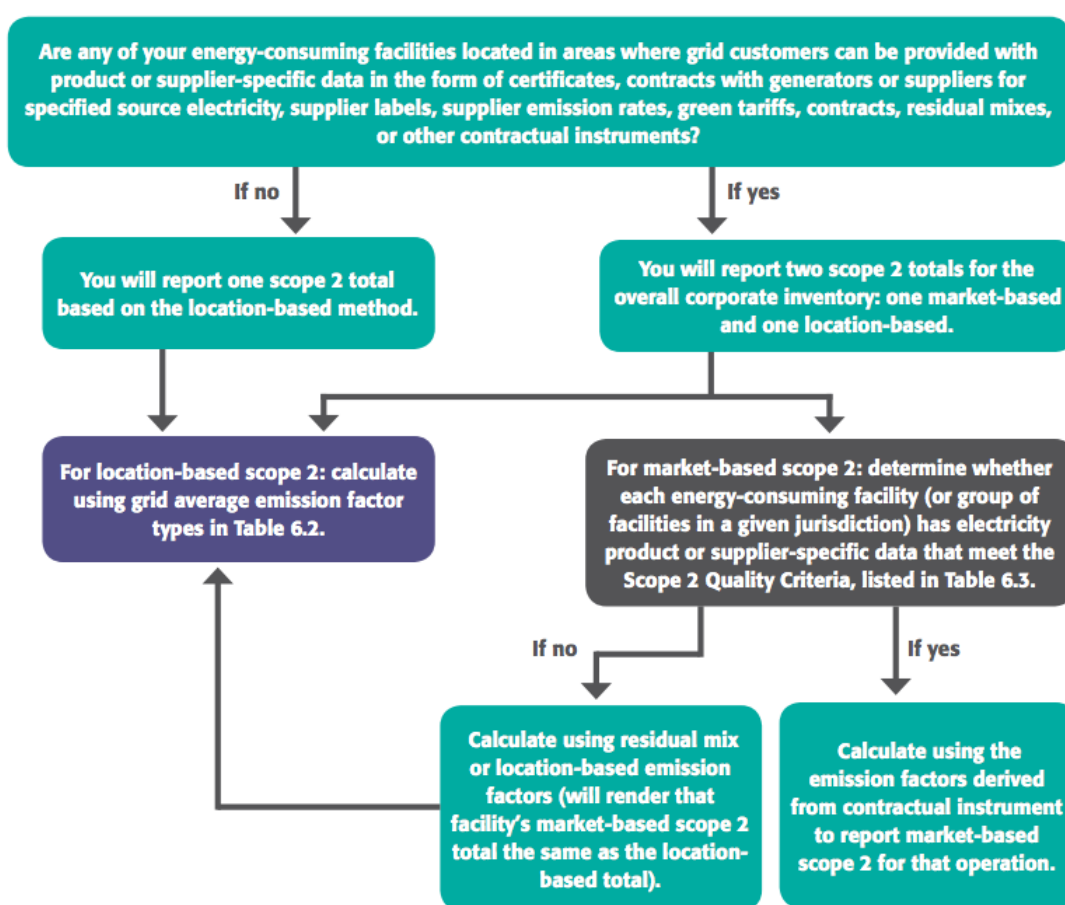 Are any of your energy-consuming facilities located in areas where grid customers can be provided with
product or supplier-specific data in the form of certificates, contracts with generators or suppliers for
specified source electricity, supplier labels, supplier emission rates, green tariffs, contracts, residual mixes,
or other contractual instruments?
If no
If yes
You will report one scope 2 total
based on the location-based method.
You will report two scope 2 totals for the
overall corporate inventory: one market-based
and one location-based.
For location-based scope 2: calculate
using grid average emission factor
types in Table 6.2.
For market-based scope 2: determine whether
each energy-consuming facility (or group of
facilities in a given jurisdiction) has electricity
product or supplier-specific data that meet the
Scope 2 Quality Criteria, listed in Table 6.3.
If no
If yes
Calculate using residual mix
or location-based emission
factors (will render that
facility's market-based scope 2
total the same as the location-
based total).
Calculate using the
emission factors derived
from contractual instrument
to report market-based
scope 2 for that operation.